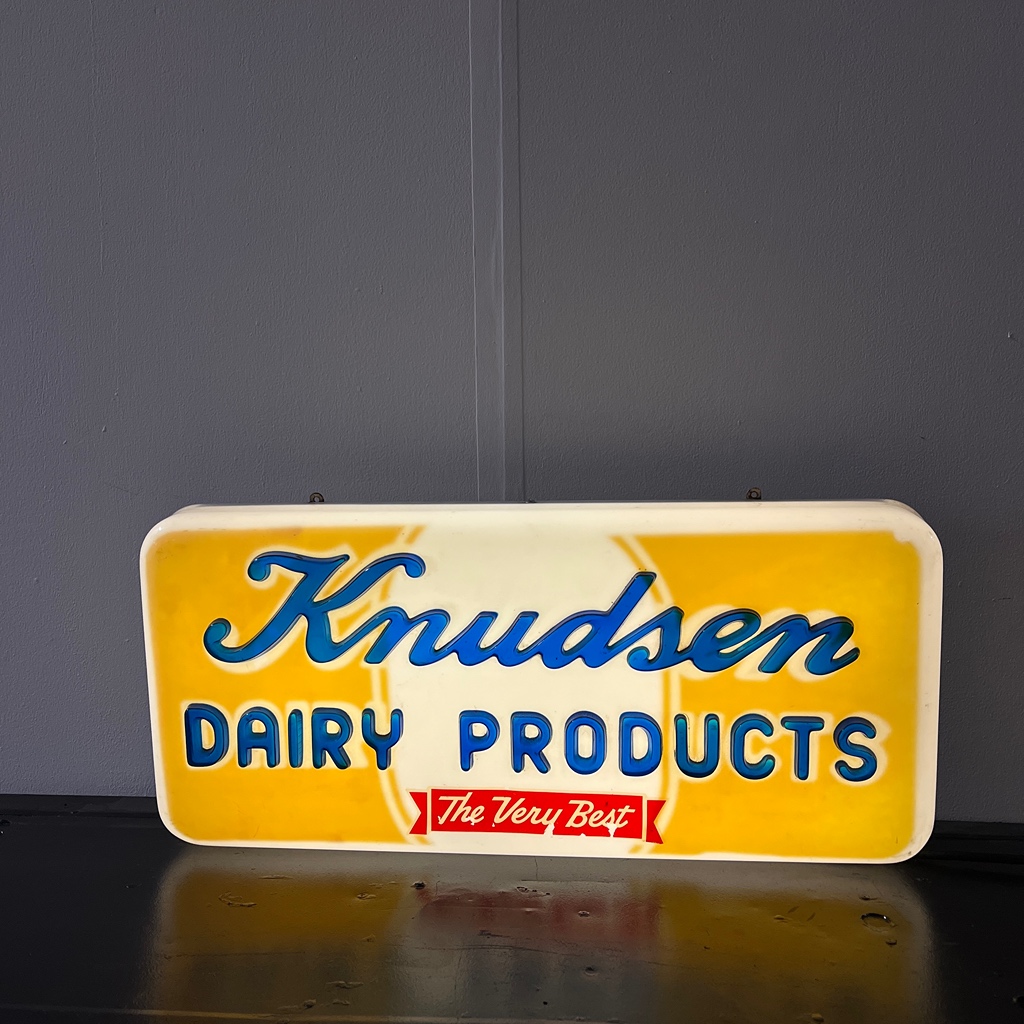 Knudsen
DAIRY PRODUCTS
The Very Best